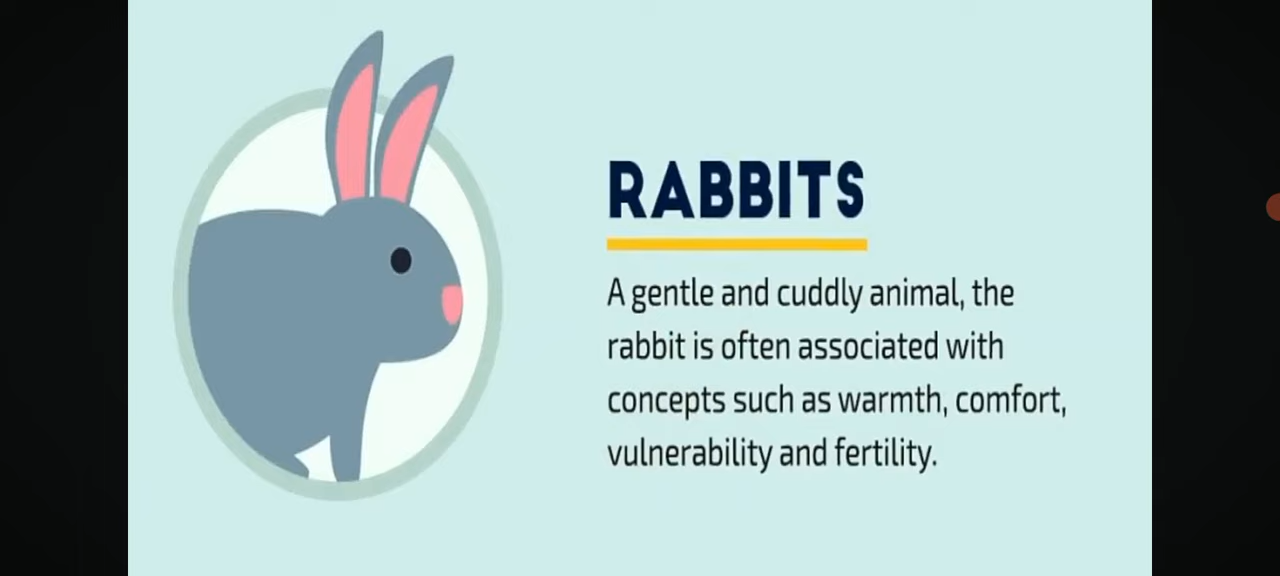 RABBITS
A gentle and cuddly animal, the
rabbit is often associated with
concepts such as warmth, comfort,
vulnerability and fertility.